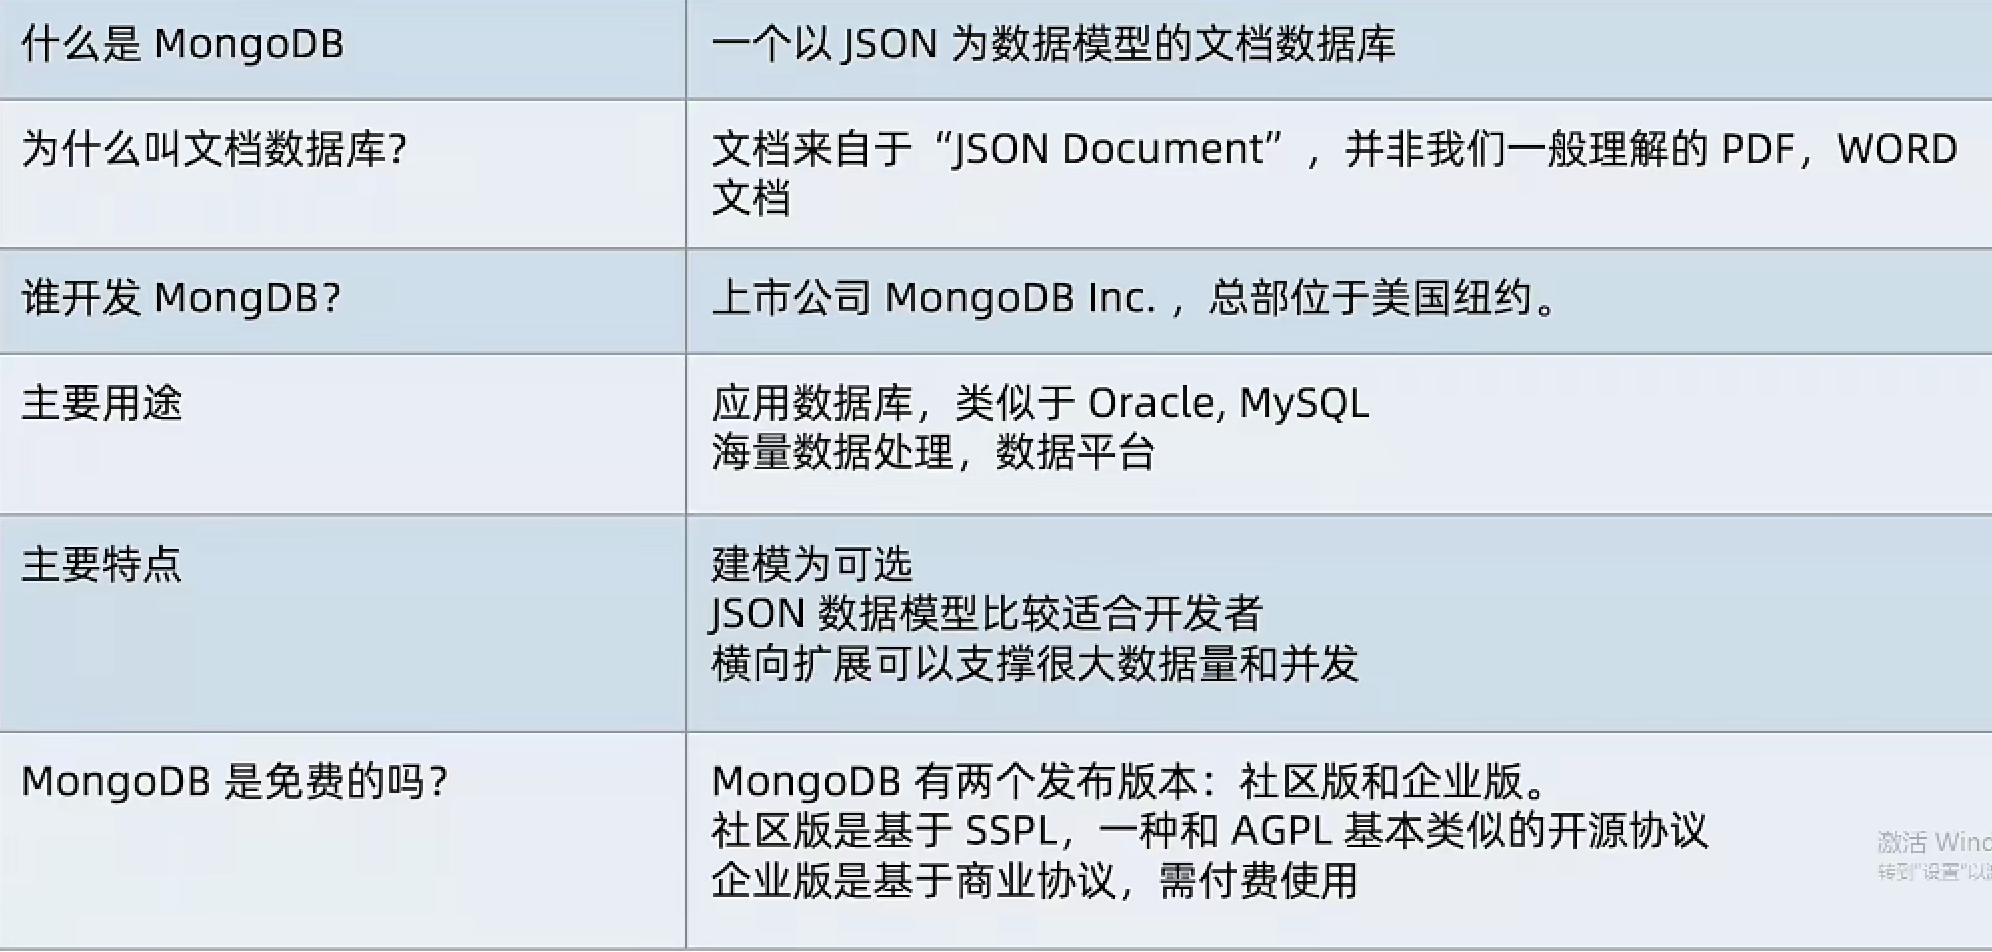 什么是 MongoDB
一个以 JSON 为数据模型的文档数据库
为什么叫文档数据库？
文档来自于“JSON Document”，并非我们一般理解的 PDF，WORD
文档
谁开发 MongDB？
上市公司 MongoDB Inc.，总部位于美国纽约。
主要用途
应用数据库，类似于 Oracle, MySQL
海量数据处理，数据平台
主要特点
建模为可选
JSON 数据模型比较适合开发者
横向扩展可以支撑很大数据量和并发
MongoDB 是免费的吗？
MongoDB 有两个发布版本：社区版和企业版。
社区版是基于 SSPL，一种和 AGPL 基本类似的开源协议
企业版是基于商业协议，需付费使用
激活 Wind
转到"设置"以